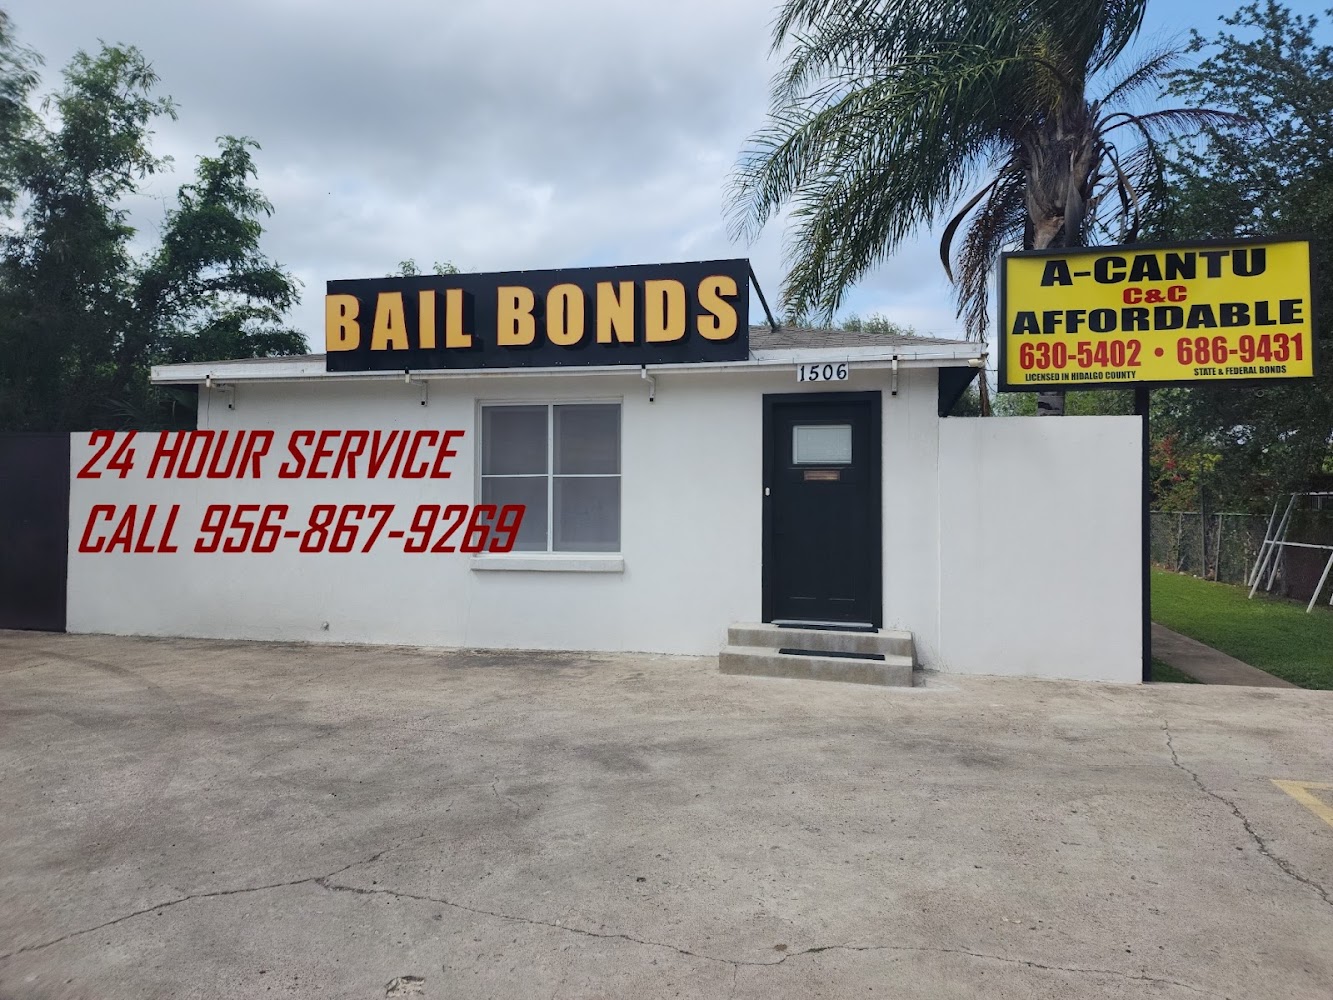 BAIL BONDS
1506
A-CANTU
C&C
AFFORDABLE
630-5402 • 686-9431
LICENSED IN HIDALGO COUNTY STATE & FEDERAL BONDS
24 HOUR SERVICE
CALL 956-867-9269